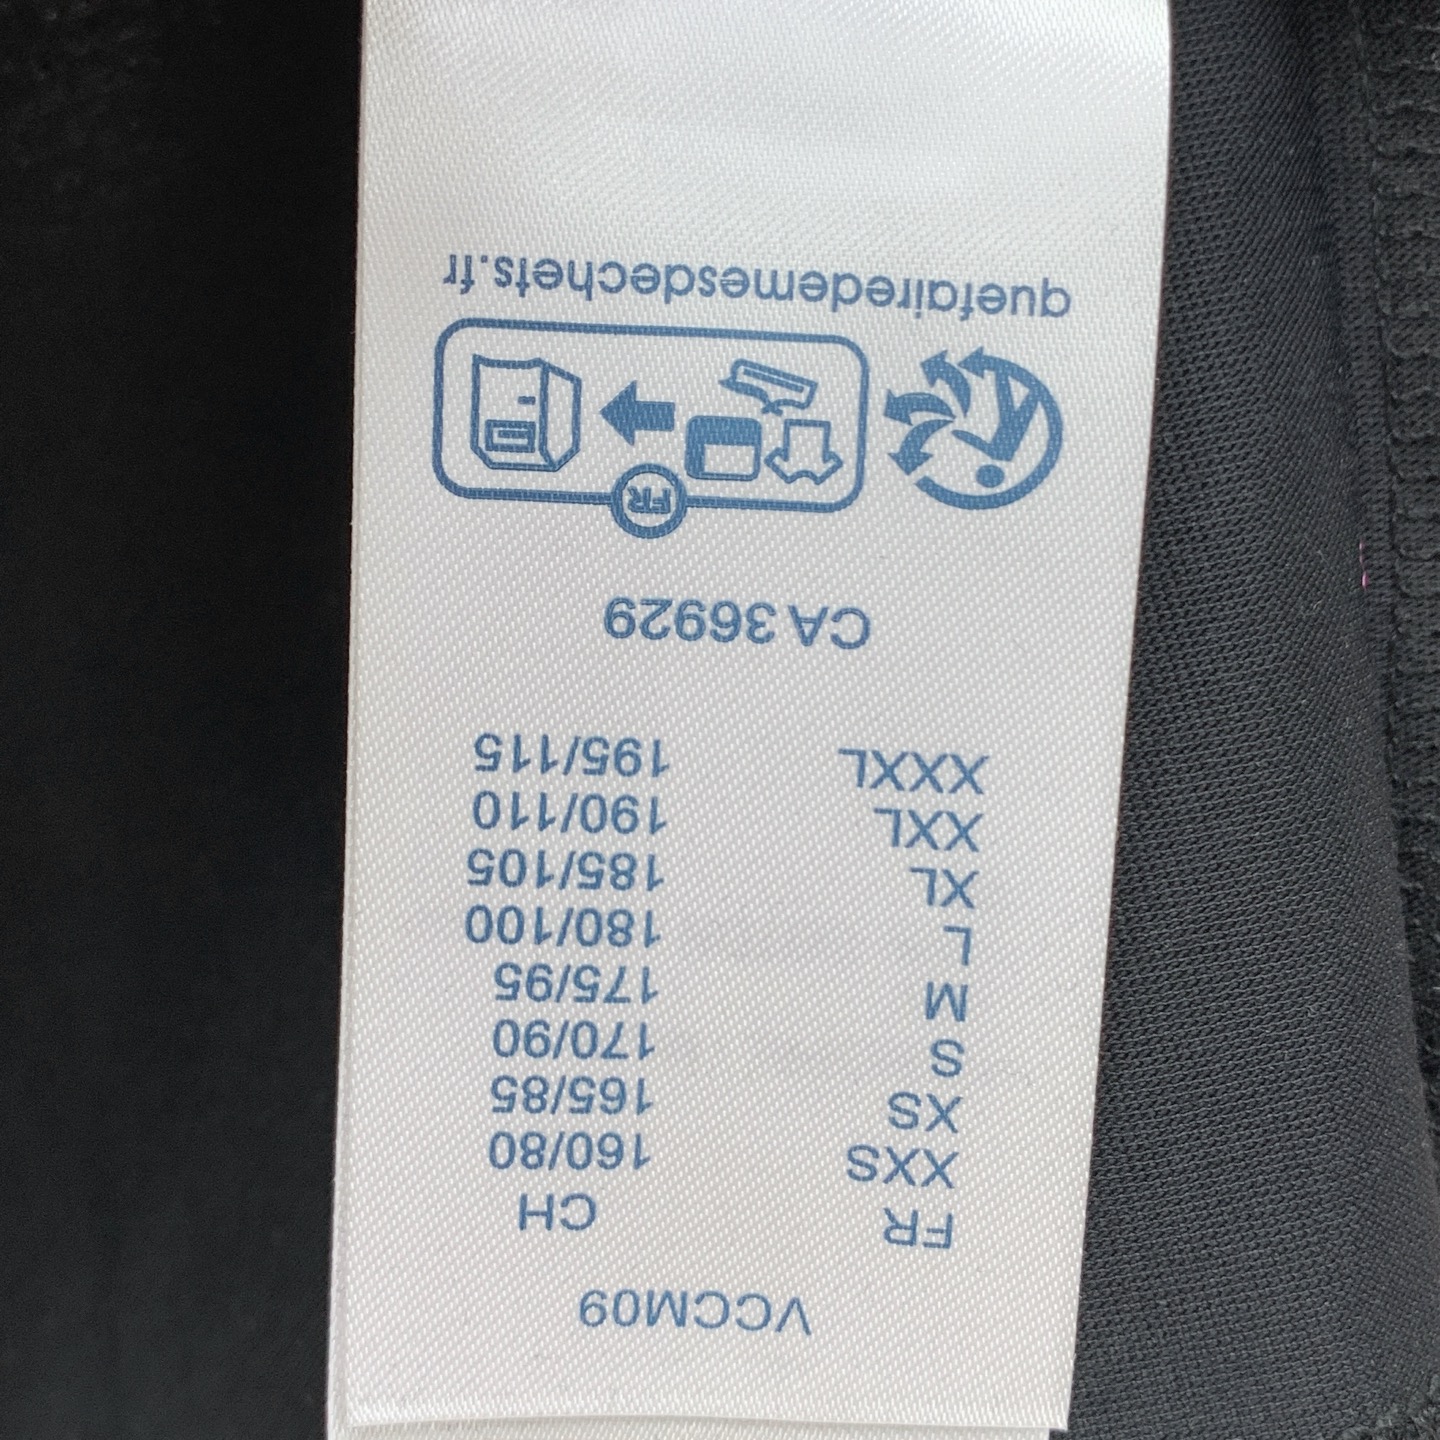 VCCM09
FR CH
XXS 160/80
XS 165/85
S 170/90
M 175/95
L 180/100
XL 185/105
XXL 190/110
XXXL 195/115
CA 36929
FR
quefairedemesdechets.fr